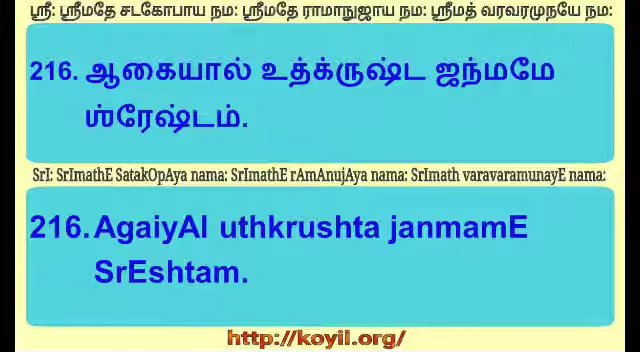 ஸ்ரீ: ஸ்ரீமதே சடகோபாய நம: ஸ்ரீமதே ராமாநுஜாய நம: ஸ்ரீமத் வரவரமுநயே நம:
216. ஆகையால் உத்க்ருஷ்ட ஜந்மமே
ஶ்ரேஷ்டம்.
SrI: SrImathE SatakOpAya nama: SrImathE rAmAnujAya nama: SrImath varavaramunayE nama:
216. AgaiyAl uthkrushta janmamE
SrEshtam.
http://koyil.org/